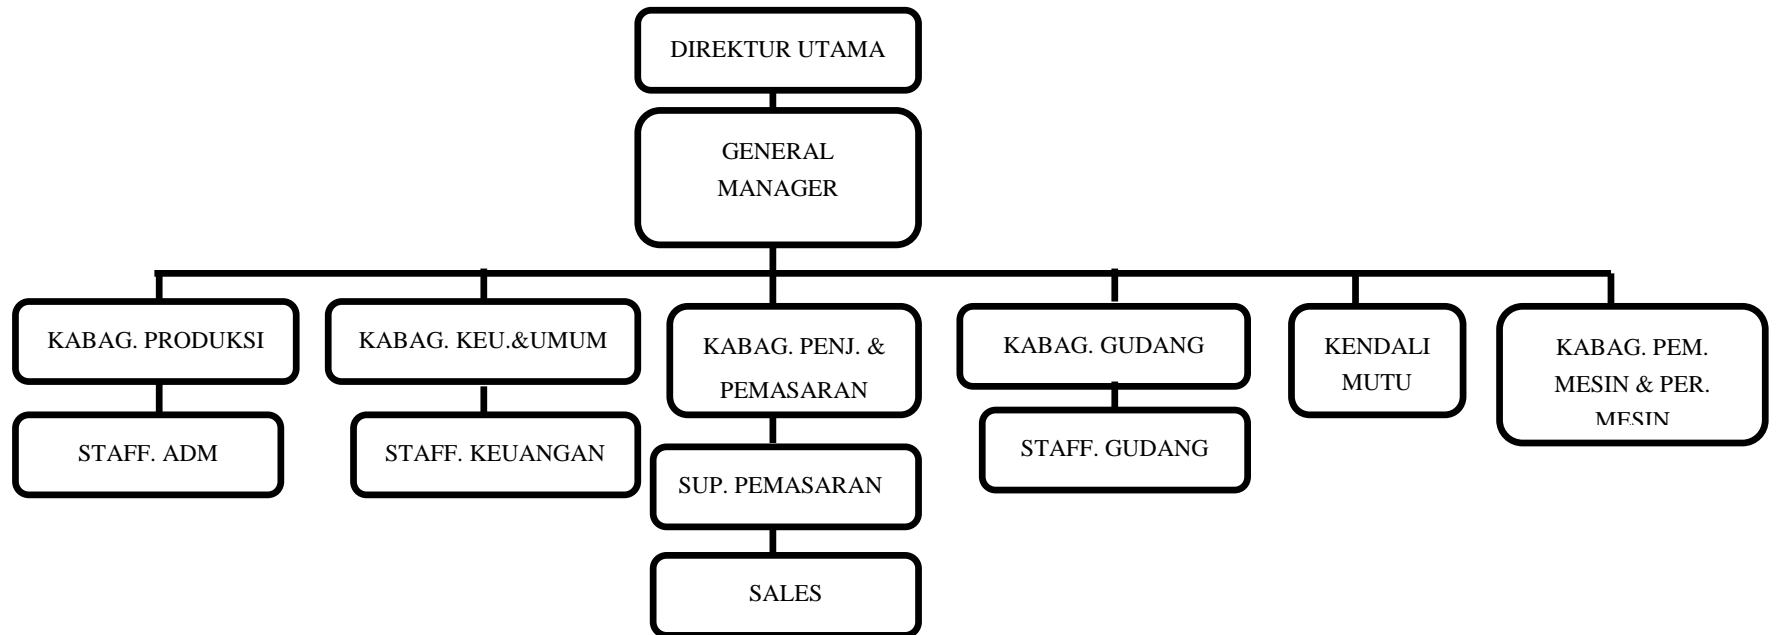 DIREKTUR UTAMA
GENERAL
MANAGER
KABAG. PRODUKSI
KABAG. KEU.&UMUM
KABAG. PENJ. &
PEMASARAN
KABAG. GUDANG
KENDALI
MUTU
KABAG. PEM.
MESIN & PER.
MESIN
STAFF. ADM
STAFF. KEUANGAN
SUP. PEMASARAN
STAFF. GUDANG
SALES